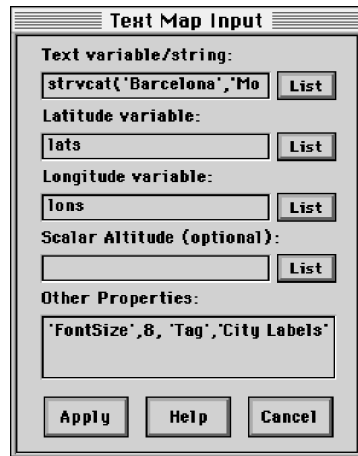 Text Map Input
Text variable/string:
strvcat('Barcelona','Mo
List
Latitude variable:
lats
List
Longitude variable:
lons
List
Scalar Altitude (optional):
List
Other Properties:
'FontSize',8, 'Tag','City Labels'
Apply Help Cancel